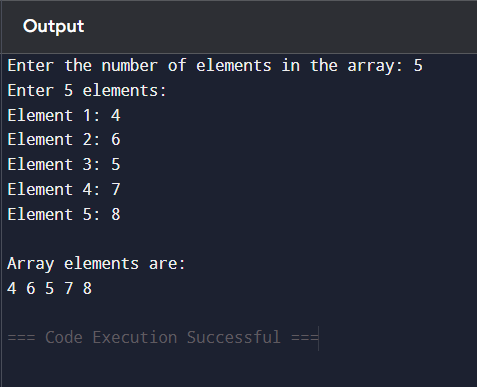 Output
Enter the number of elements in the array: 5
Enter 5 elements:
Element 1: 4
Element 2: 6
Element 3: 5
Element 4: 7
Element 5: 8
Array elements are:
4 6 5 7 8
=== Code Execution Successful ===